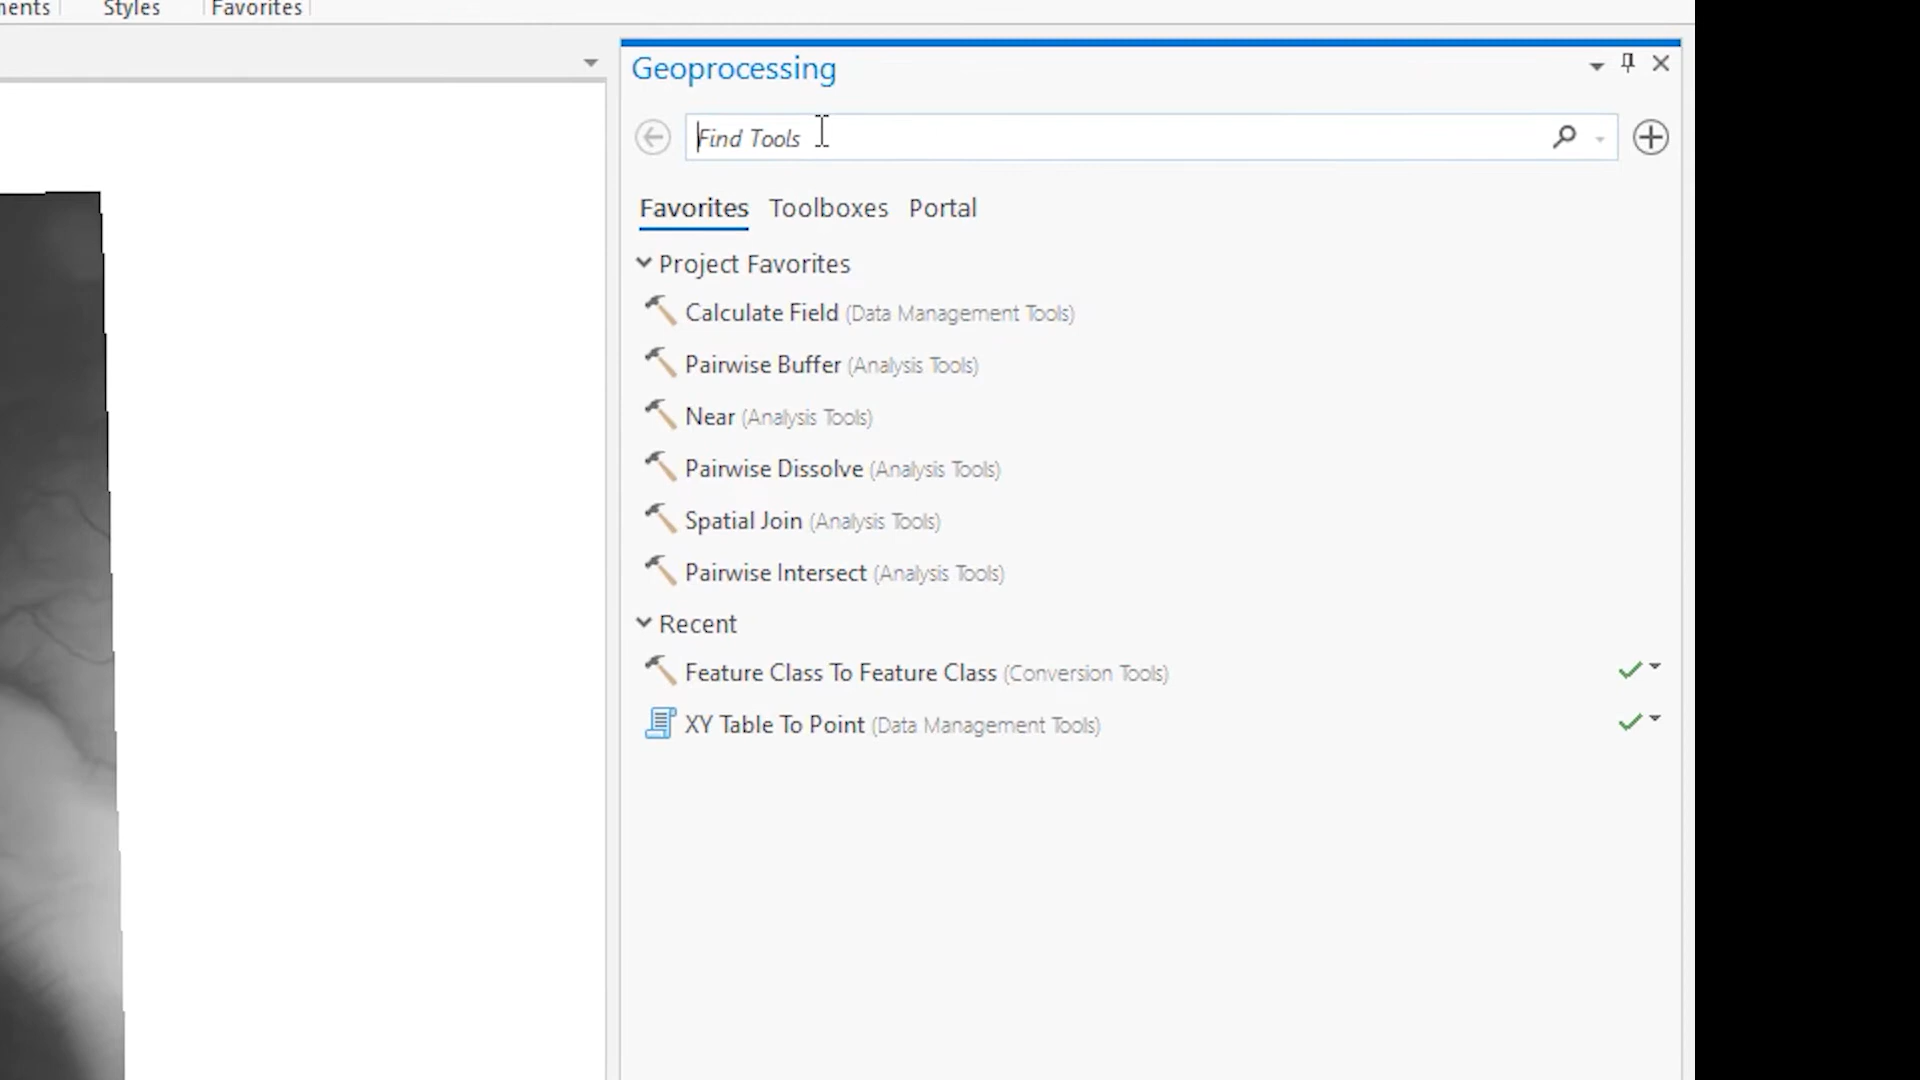 Styles
Favorites
Geoprocessing
Find Tools
Favorites Toolboxes Portal
Project Favorites
Calculate Field (Data Management Tools)
Pairwise Buffer (Analysis Tools)
Near (Analysis Tools)
Pairwise Dissolve (Analysis Tools)
Spatial Join (Analysis Tools)
Pairwise Intersect (Analysis Tools)
Recent
Feature Class To Feature Class (Conversion Tools)
XY Table To Point (Data Management Tools)